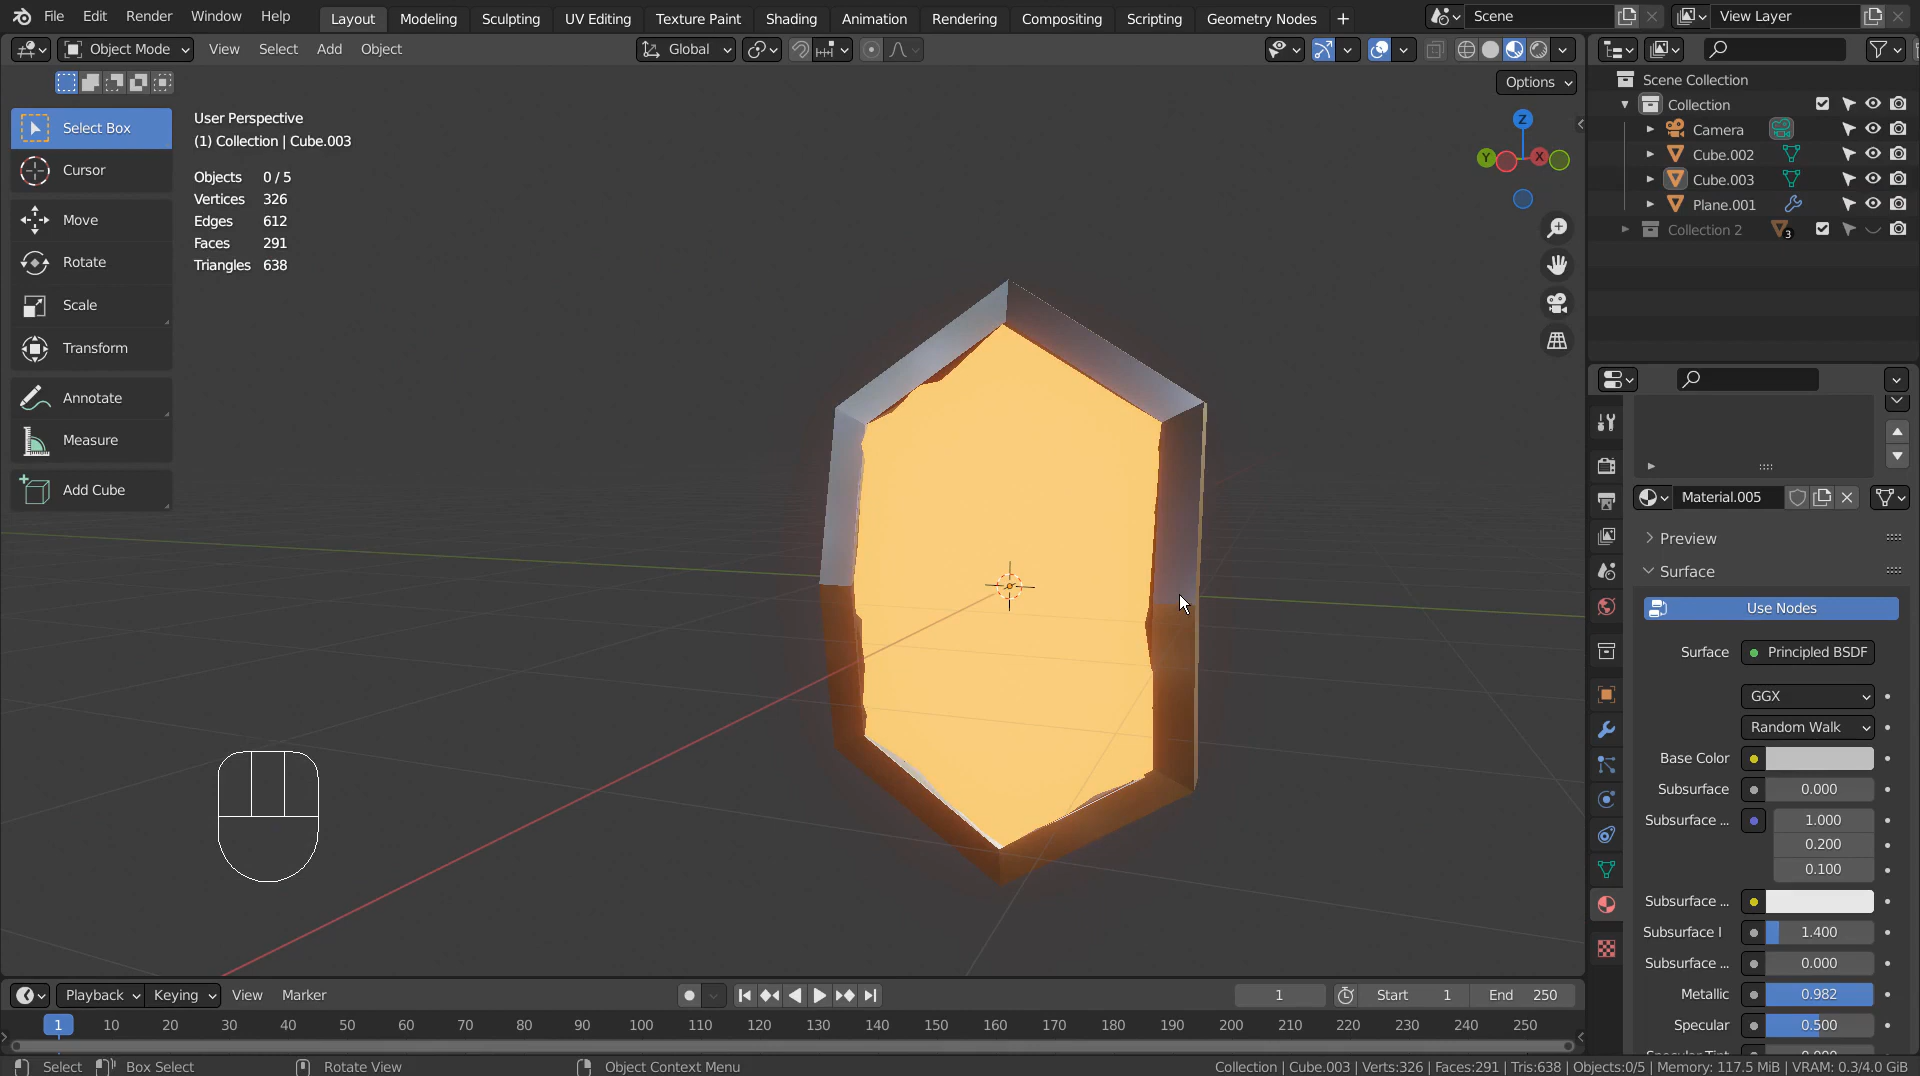 File Edit Render Window Help Layout Modeling Sculpting UV Editing Texture Paint Shading Animation Rendering Compositing Scripting Geometry Nodes + Scene View Layer
Object Mode View Select Add Object Global
Options
Select Box
Cursor
Move
Rotate
Scale
Transform
Annotate
Measure
Add Cube
User Perspective
(1) Collection | Cube.003
Objects 0 / 5
Vertices 326
Edges 612
Faces 291
Triangles 638
Z
Y X
Scene Collection
Collection
Camera
Cube.002
Cube.003
Plane.001
Collection 2 3
Material.005
Preview
Surface
Use Nodes
Surface Principled BSDF
GGX
Random Walk
Base Color
Subsurface 0.000
Subsurface ... 1.000
0.200
0.100
Subsurface ...
Subsurface I 1.400
Subsurface ... 0.000
Metallic 0.982
Specular 0.500
Playback Keying View Marker 1 Start 1 End 250
1 10 20 30 40 50 60 70 80 90 100 110 120 130 140 150 160 170 180 190 200 210 220 230 240 250
Select Box Select Rotate View Object Context Menu Collection | Cube.003 | Verts:326 | Faces:291 | Tris:638 | Objects:0/5 | Memory: 117.5 MiB | VRAM: 0.3/4.0 GiB